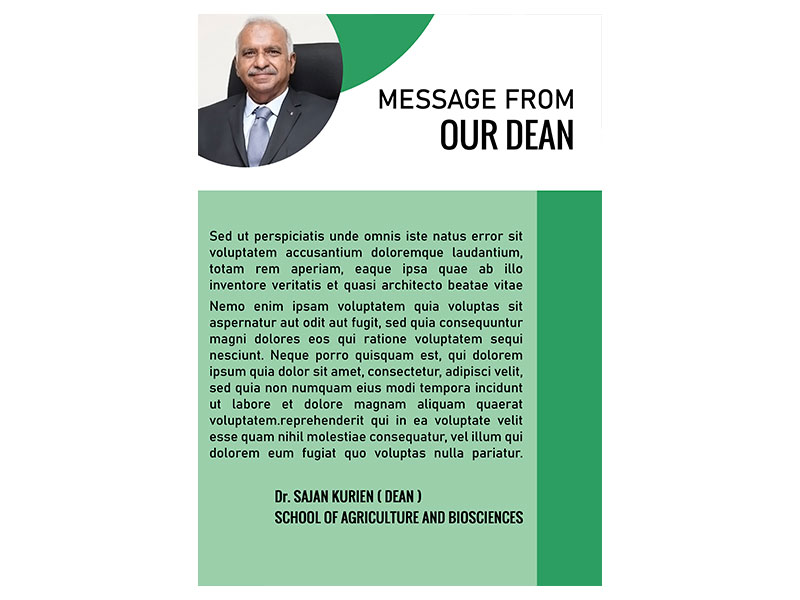 MESSAGE FROM
OUR DEAN
Sed ut perspiciatis unde omnis iste natus error sit
voluptatem accusantium doloremque laudantium,
totam rem aperiam, eaque ipsa quae ab illo
inventore veritatis et quasi architecto beatae vitae
Nemo enim ipsam voluptatem quia voluptas sit
aspernatur aut odit aut fugit, sed quia consequuntur
magni dolores eos qui ratione voluptatem sequi
nesciunt. Neque porro quisquam est, qui dolorem
ipsum quia dolor sit amet, consectetur, adipisci velit,
sed quia non numquam eius modi tempora incidunt
ut labore et dolore magnam aliquam quaerat
voluptatem.reprehenderit qui in ea voluptate velit
esse quam nihil molestiae consequatur, vel illum qui
dolorem eum fugiat quo voluptas nulla pariatur.
Dr. SAJAN KURIEN ( DEAN )
SCHOOL OF AGRICULTURE AND BIOSCIENCES